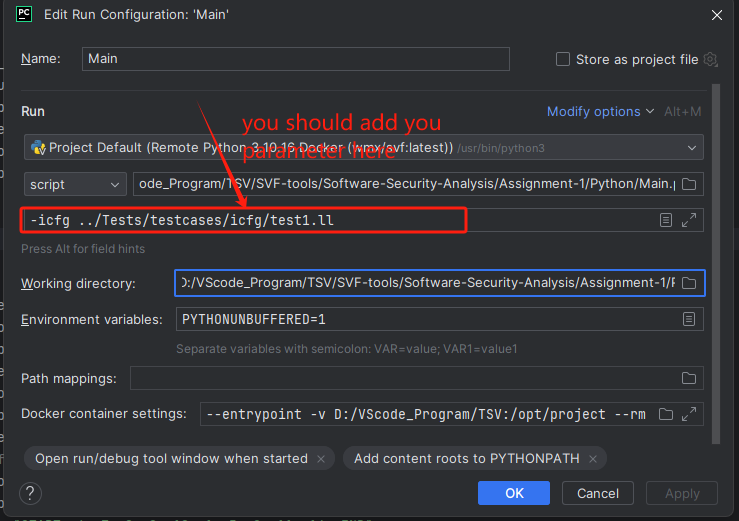 PC Edit Run Configuration: 'Main'
Name: Main Store as project file
Run Modify options Alt+M
you should add you
parameter here
Project Default (Remote Python 3.10.16 Docker (wmx/svf:latest)) /usr/bin/python3
script ode_Program/TSV/SVF-tools/Software-Security-Analysis/Assignment-1/Python/Main.p
-icfg ../Tests/testcases/icfg/test1.ll
Press Alt for field hints
Working directory: D:/VScode_Program/TSV/SVF-tools/Software-Security-Analysis/Assignment-1/P
Environment variables: PYTHONUNBUFFERED=1
Separate variables with semicolon: VAR=value; VAR1=value1
Path mappings:
Docker container settings: --entrypoint -v D:/VScode_Program/TSV:/opt/project --rm
Open run/debug tool window when started × Add content roots to PYTHONPATH ×
? OK Cancel Apply